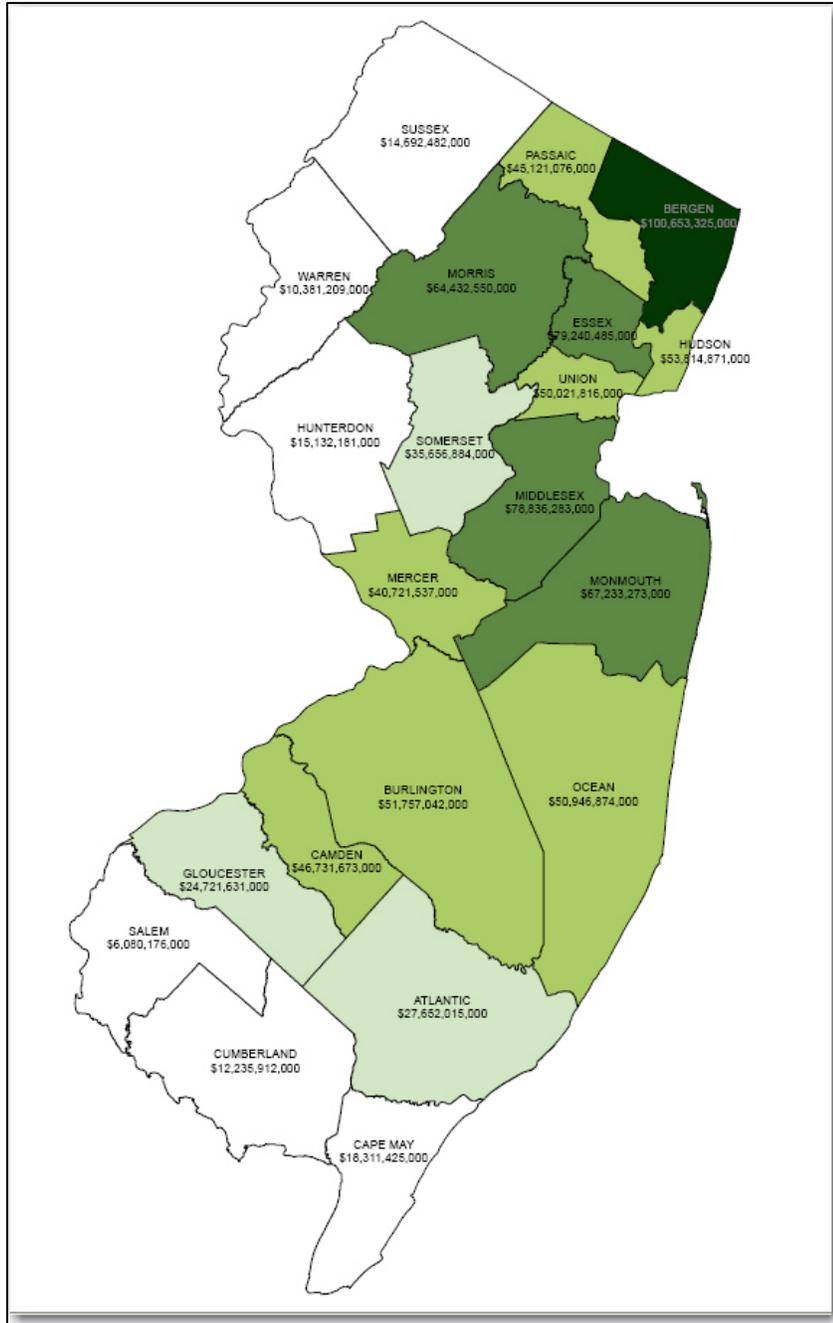 SUSSEX
$14,692,482,000
PASSAIC
$45,121,076,000
BERGEN
$100,653,325,000
WARREN
$10,381,209,000
MORRIS
$64,432,550,000
ESSEX
$79,240,485,000
HUDSON
$53,814,871,000
UNION
$50,021,816,000
HUNTERDON
$15,132,181,000
SOMERSET
$35,656,884,000
MIDDLESEX
$78,836,283,000
MERCER
$40,721,537,000
MONMOUTH
$67,233,273,000
BURLINGTON
$51,757,042,000
OCEAN
$50,946,874,000
CAMDEN
$46,731,673,000
GLOUCESTER
$24,721,631,000
SALEM
$6,080,176,000
ATLANTIC
$27,652,015,000
CUMBERLAND
$12,235,912,000
CAPE MAY
$18,311,425,000